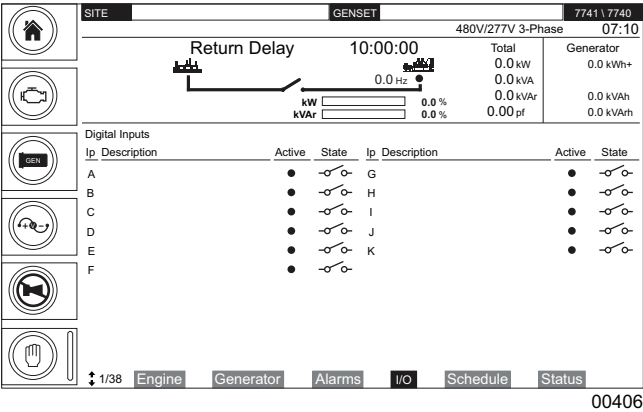 SITE GENSET 7741 \ 7740
480V/277V 3-Phase 07:10
Return Delay 10:00:00 Total Generator
0.0 kW 0.0 kWh+
0.0 Hz 0.0 kVA
0.0 kVAr 0.0 kVAh
kW 0.0 %
kVAr 0.0 % 0.00 pf 0.0 kVArh
Digital Inputs
Ip Description Active State Ip Description Active State
A G
B H
C I
D J
E K
F
GEN
1/38 Engine Generator Alarms I/O Schedule Status
00406